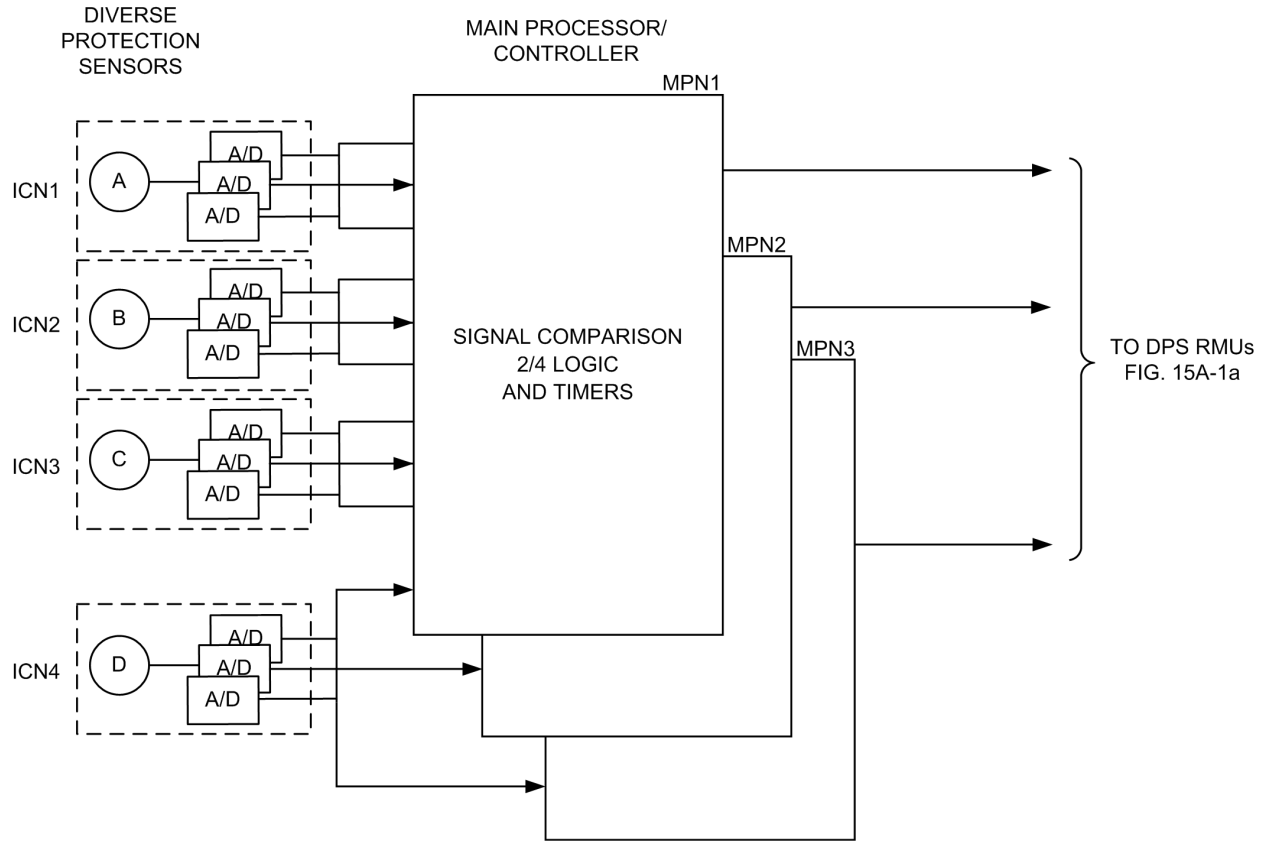 DIVERSE
PROTECTION
SENSORS
MAIN PROCESSOR/
CONTROLLER
MPN1
ICN1
A
A/D
A/D
A/D
MPN2
ICN2
B
A/D
A/D
A/D
SIGNAL COMPARISON
2/4 LOGIC
AND TIMERS
MPN3
TO DPS RMUs
FIG. 15A-1a
ICN3
C
A/D
A/D
A/D
ICN4
D
A/D
A/D
A/D